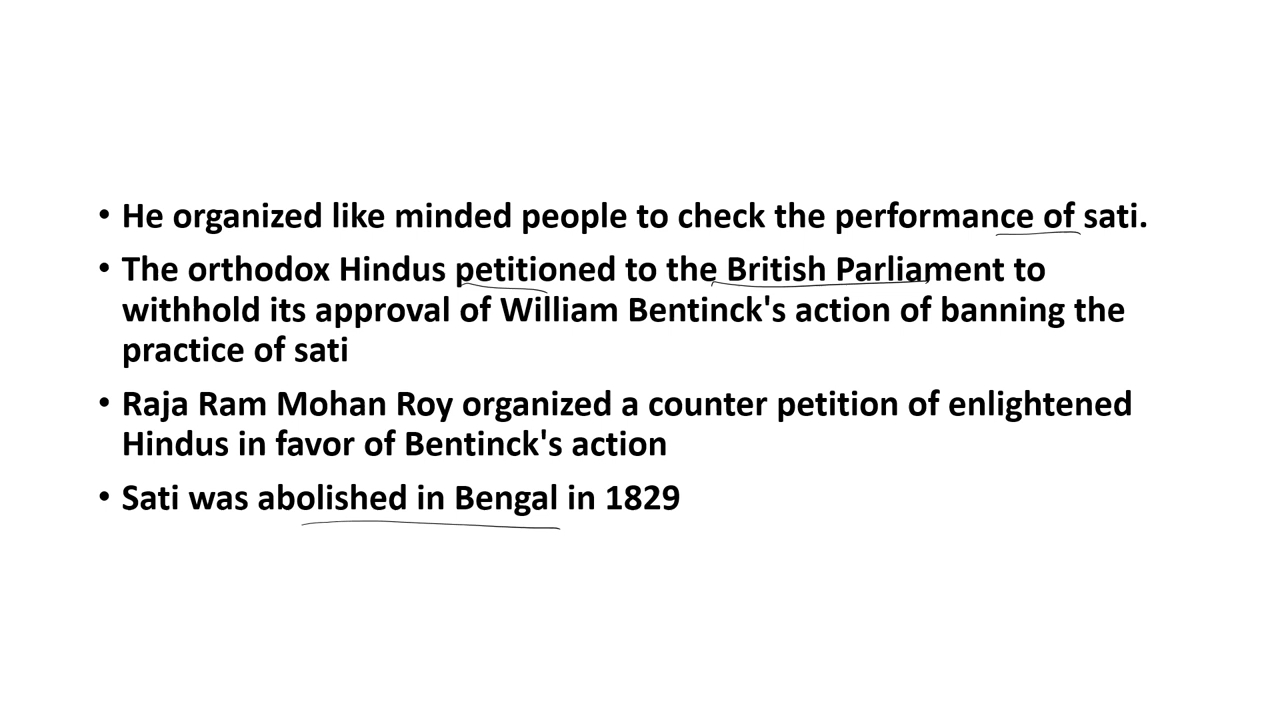 • He organized like minded people to check the performance of sati.
• The orthodox Hindus petitioned to the British Parliament to
withhold its approval of William Bentinck's action of banning the
practice of sati
• Raja Ram Mohan Roy organized a counter petition of enlightened
Hindus in favor of Bentinck's action
• Sati was abolished in Bengal in 1829